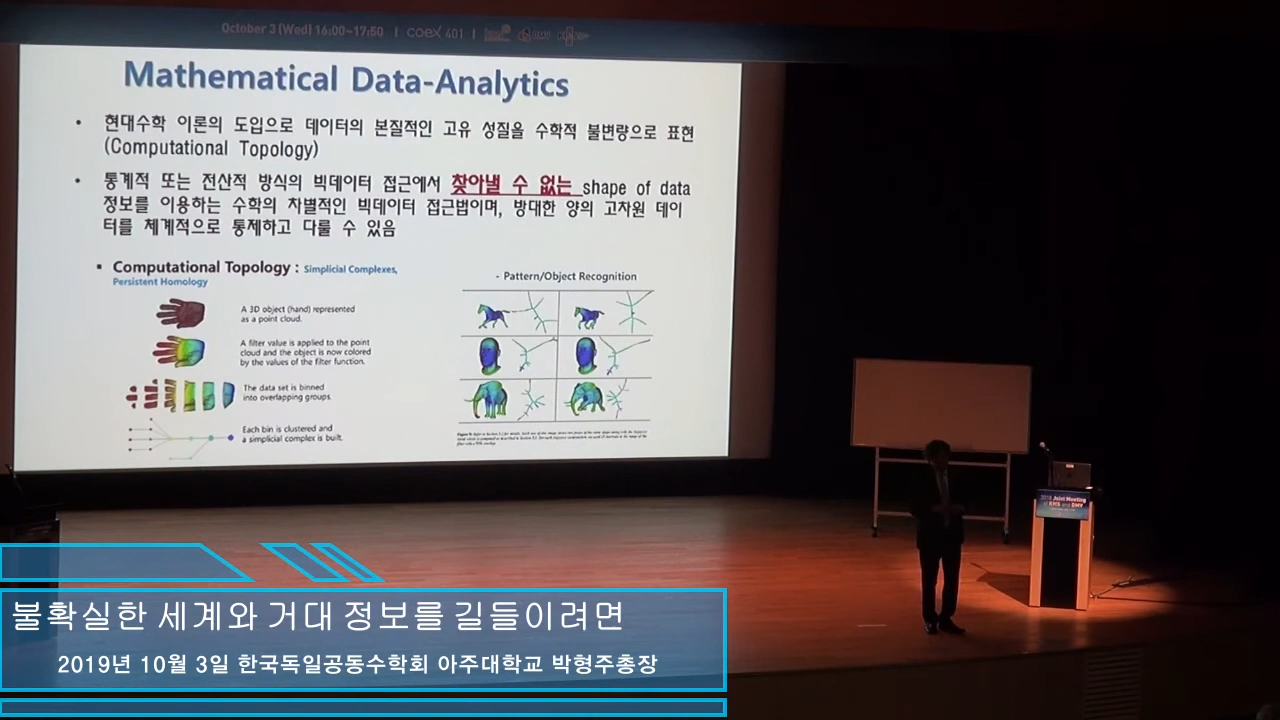 October 3 (Wed) 16:00~17:50 | coex 401 |
Mathematical Data-Analytics
• 현대수학 이론의 도입으로 데이터의 본질적인 고유 성질을 수학적 불변량으로 표현
(Computational Topology)
• 통계적 또는 전산적 방식의 빅데이터 접근에서 찾아낼 수 없는 shape of data
정보를 이용하는 수학의 차별적인 빅데이터 접근법이며, 방대한 양의 고차원 데이
터를 체계적으로 통제하고 다룰 수 있음
▪ Computational Topology : Simplicial Complexes,
Persistent Homology
A 3D object (hand) represented
as a point cloud.
A filter value is applied to the point
cloud and the object is now colored
by the values of the filter function.
The data set is binned
into overlapping groups.
Each bin is clustered and
a simplicial complex is built.
- Pattern/Object Recognition
2018 Joint Meeting
of KMS and DMV
불확실한 세계와 거대 정보를 길들이려면
2019년 10월 3일 한국독일공동수학회 아주대학교 박형주총장